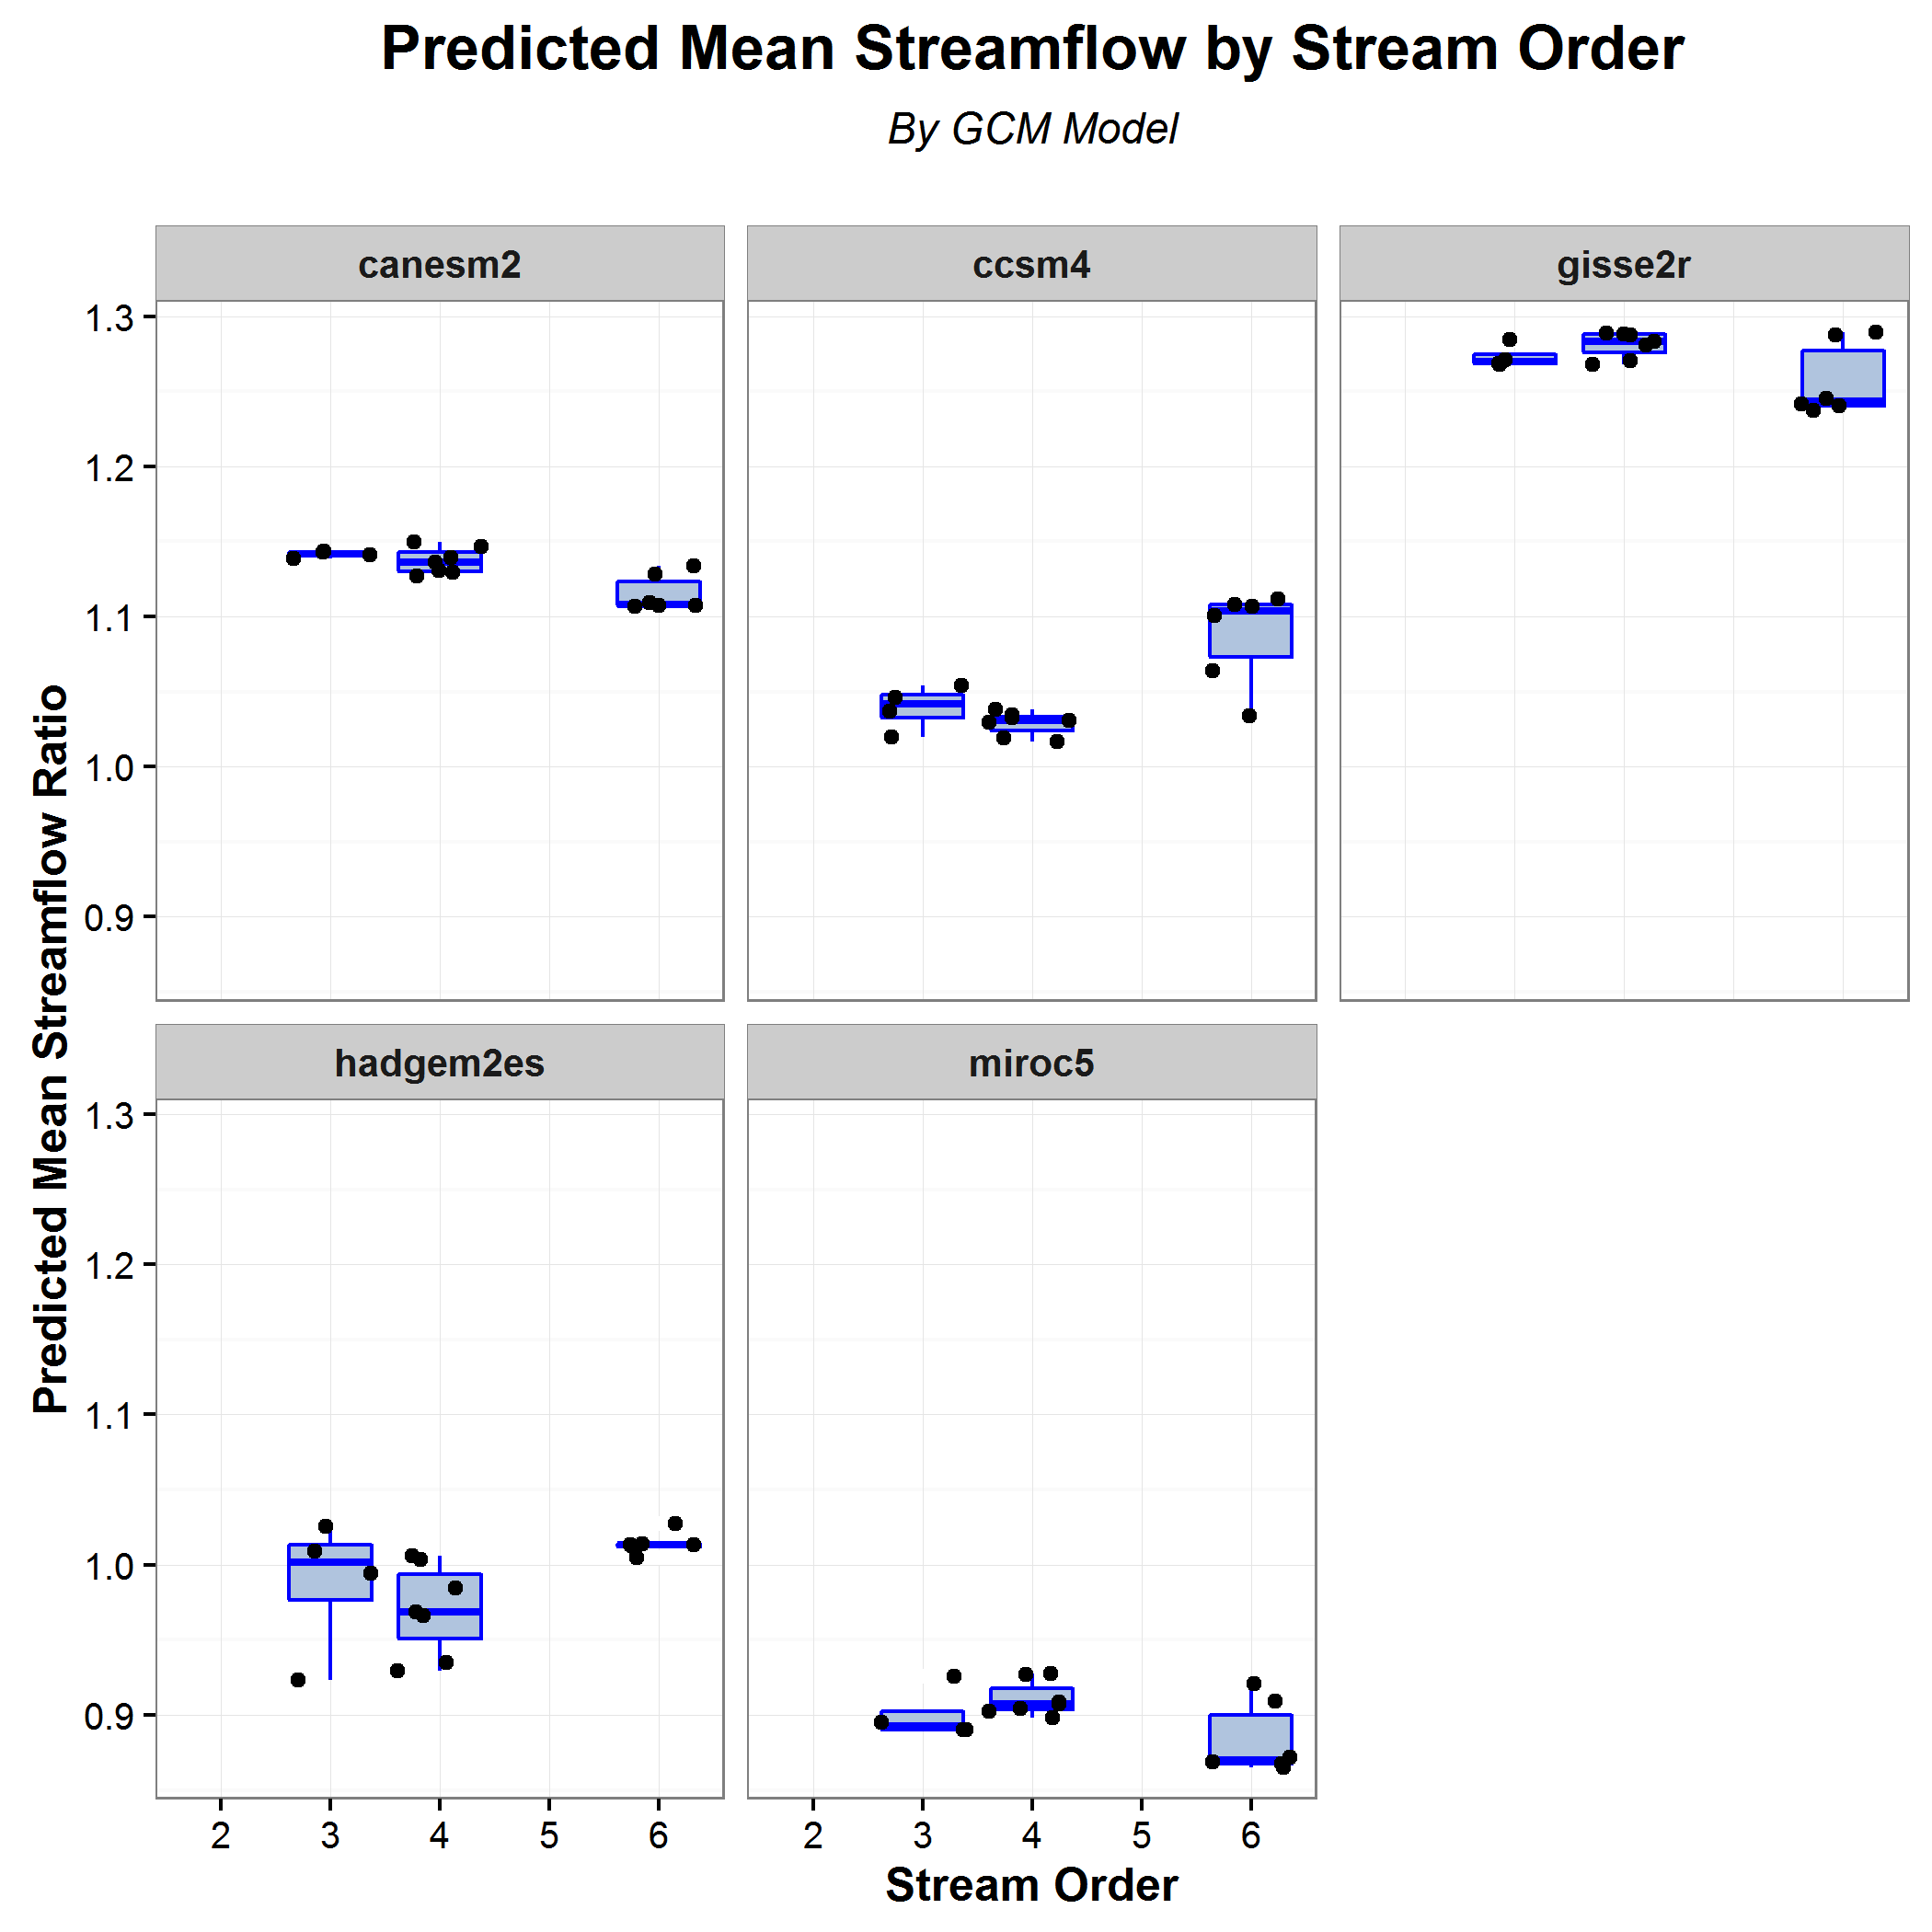 Predicted Mean Streamflow by Stream Order
By GCM Model
canesm2
ccsm4
gisse2r
1.3
1.2
1.1
1.0
0.9
Predicted Mean Streamflow Ratio
hadgem2es
miroc5
1.3
1.2
1.1
1.0
0.9
2 3 4 5 6
2 3 4 5 6
Stream Order